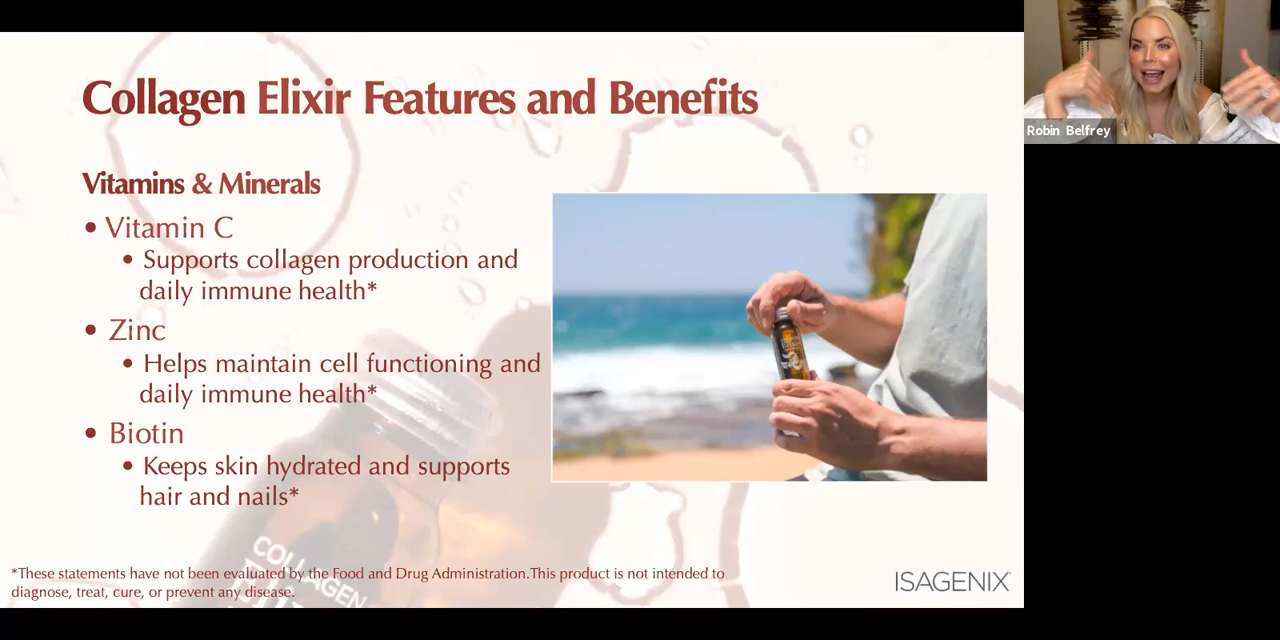 Collagen Elixir Features and Benefits
Robin Belfrey
Vitamins & Minerals
• Vitamin C
• Supports collagen production and
daily immune health*
• Zinc
• Helps maintain cell functioning and
daily immune health*
• Biotin
• Keeps skin hydrated and supports
hair and nails*
COLLAGEN
*These statements have not been evaluated by the Food and Drug Administration.This product is not intended to
diagnose, treat, cure, or prevent any disease.
ISAGENIX